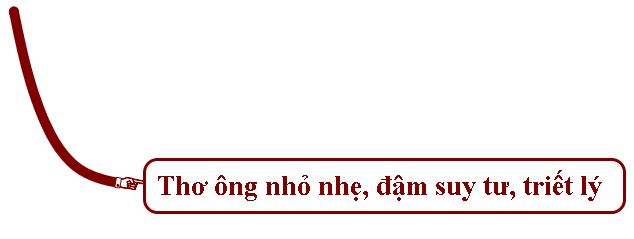 Thơ ông nhỏ nhẹ, đậm suy tư, triết lý